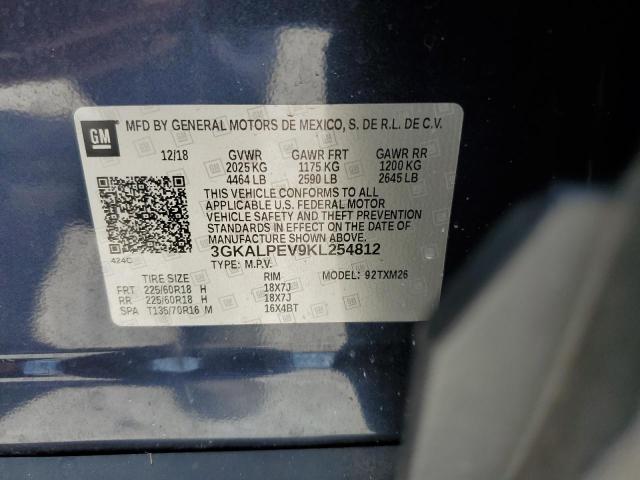 GM
MFD BY GENERAL MOTORS DE MEXICO, S. DE R.L. DE C.V.
12/18 GVWR GAWR FRT GAWR RR
2025 KG 1175 KG 1200 KG
4464 LB 2590 LB 2645 LB
THIS VEHICLE CONFORMS TO ALL
APPLICABLE U.S. FEDERAL MOTOR
VEHICLE SAFETY AND THEFT PREVENTION
STANDARDS IN EFFECT ON THE DATE OF
MANUFACTURE SHOWN ABOVE.
424C 3GKALPEV9KL254812
TYPE: M.P.V. MODEL: 92TXM26
TIRE SIZE RIM
FRT 225/60R18 H 18X7J
RR 225/60R18 H 18X7J
SPA T135/70R16 M 16X4BT